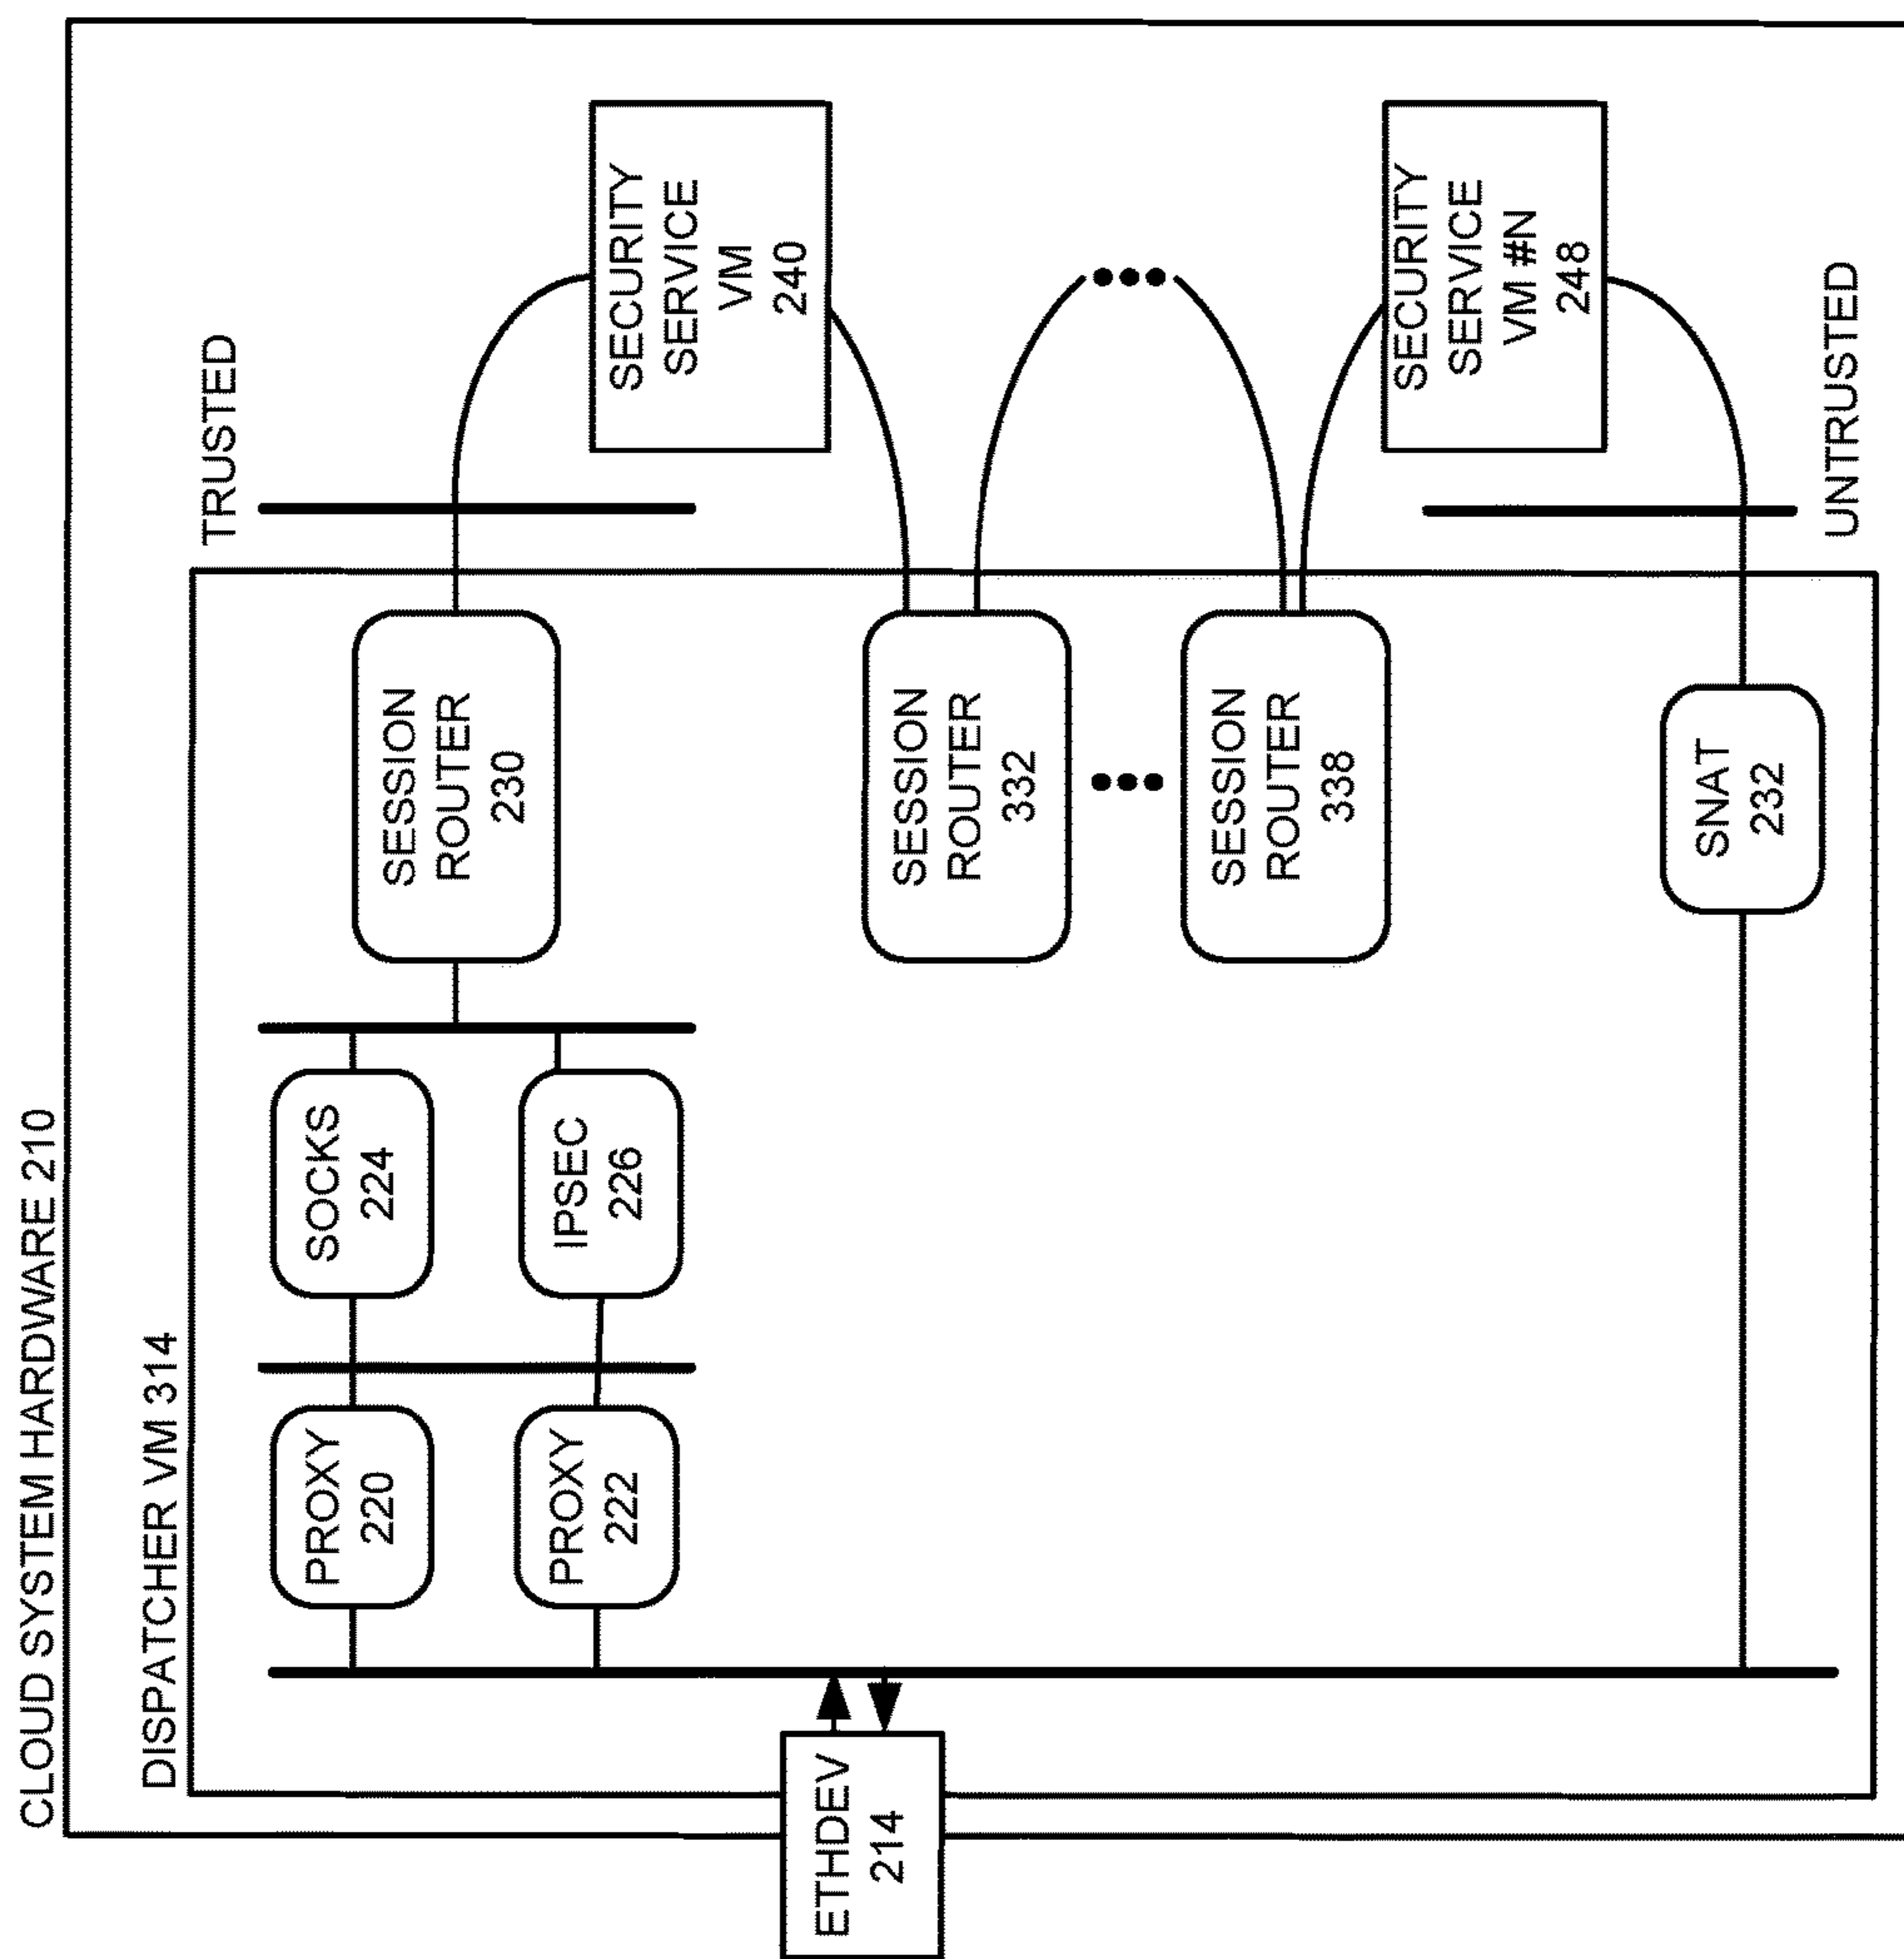 CLOUD SYSTEM HARDWARE 210
DISPATCHER VM 314
ETHDEV
214
PROXY
220
PROXY
222
SOCKS
224
IPSEC
226
SESSION
ROUTER
230
SESSION
ROUTER
332
SESSION
ROUTER
338
SNAT
232
TRUSTED
SECURITY
SERVICE
VM
240
SECURITY
SERVICE
VM #N
248
UNTRUSTED